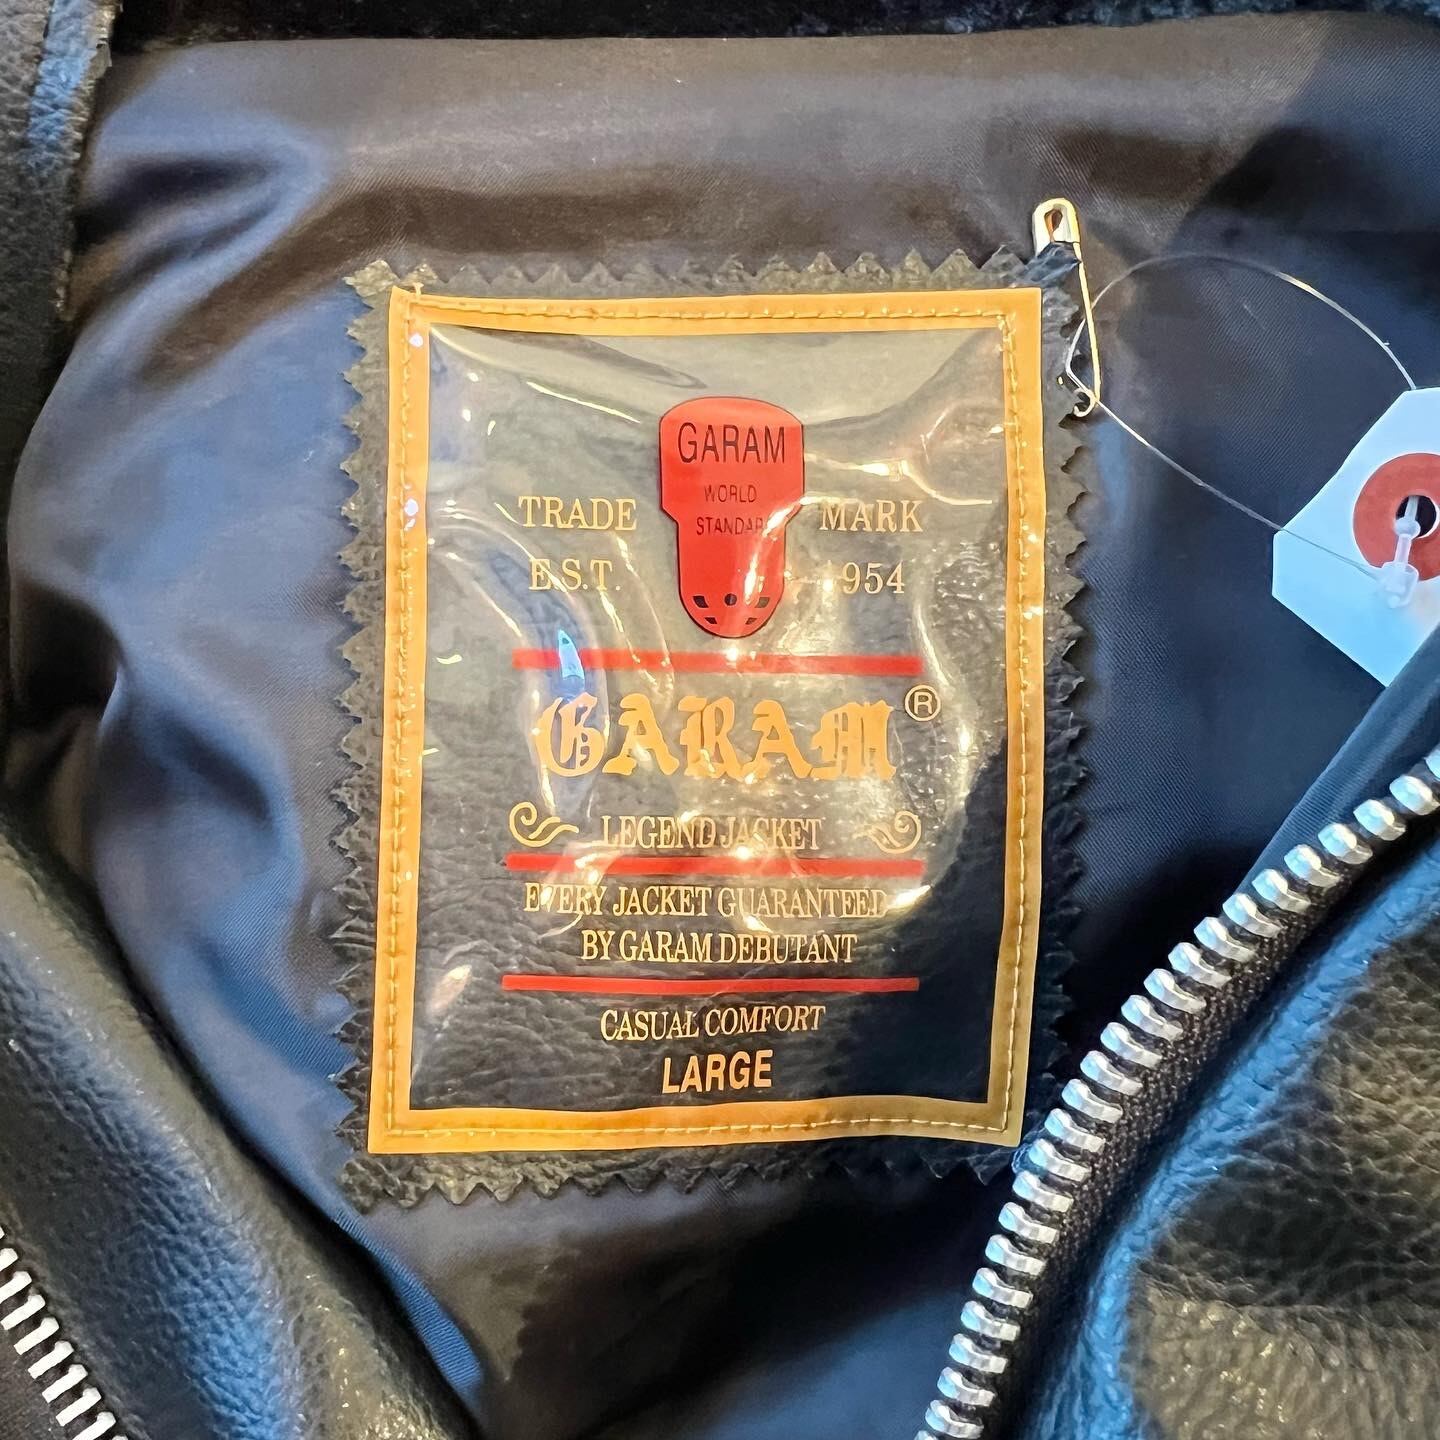 GARAM
WORLD
STANDARD
TRADE MARK
E.S.T. 1954
GARAM®
LEGEND JACKET
EVERY JACKET GUARANTEED
BY GARAM DEBUTANT
CASUAL COMFORT
LARGE